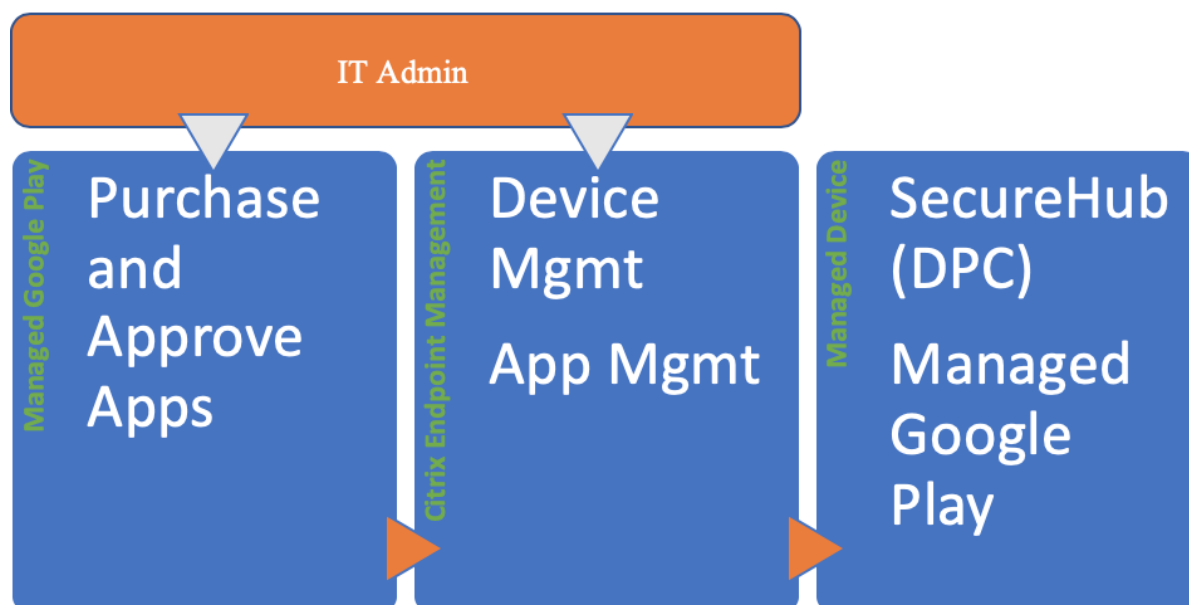 IT Admin
Managed Google Play
Purchase
and
Approve
Apps
Citrix Endpoint Management
Device
Mgmt
App Mgmt
Managed Device
SecureHub
(DPC)
Managed
Google
Play